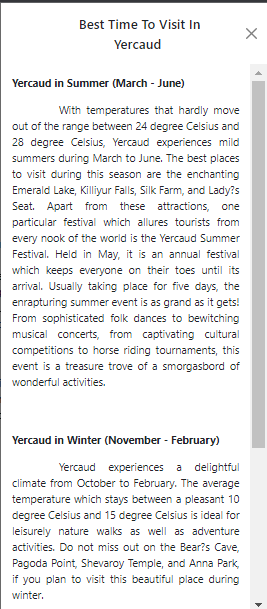 Best Time To Visit In
Yercaud
Yercaud in Summer (March - June)
With temperatures that hardly move
out of the range between 24 degree Celsius and
28 degree Celsius, Yercaud experiences mild
summers during March to June. The best places
to visit during this season are the enchanting
Emerald Lake, Killiyur Falls, Silk Farm, and Lady?s
Seat. Apart from these attractions, one
particular festival which allures tourists from
every nook of the world is the Yercaud Summer
Festival. Held in May, it is an annual festival
which keeps everyone on their toes until its
arrival. Usually taking place for five days, the
enrapturing summer event is as grand as it gets!
From sophisticated folk dances to bewitching
musical concerts, from captivating cultural
competitions to horse riding tournaments, this
event is a treasure trove of a smorgasbord of
wonderful activities.
Yercaud in Winter (November - February)
Yercaud experiences a delightful
climate from October to February. The average
temperature which stays between a pleasant 10
degree Celsius and 15 degree Celsius is ideal for
leisurely nature walks as well as adventure
activities. Do not miss out on the Bear?s Cave,
Pagoda Point, Shevaroy Temple, and Anna Park,
if you plan to visit this beautiful place during
winter.